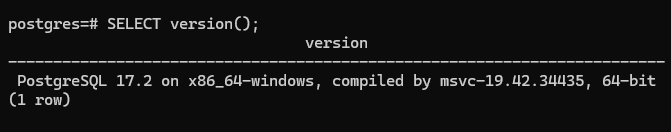 postgres=# SELECT version();
version
-------------------------------------------------------------------------
PostgreSQL 17.2 on x86_64-windows, compiled by msvc-19.42.34435, 64-bit
(1 row)